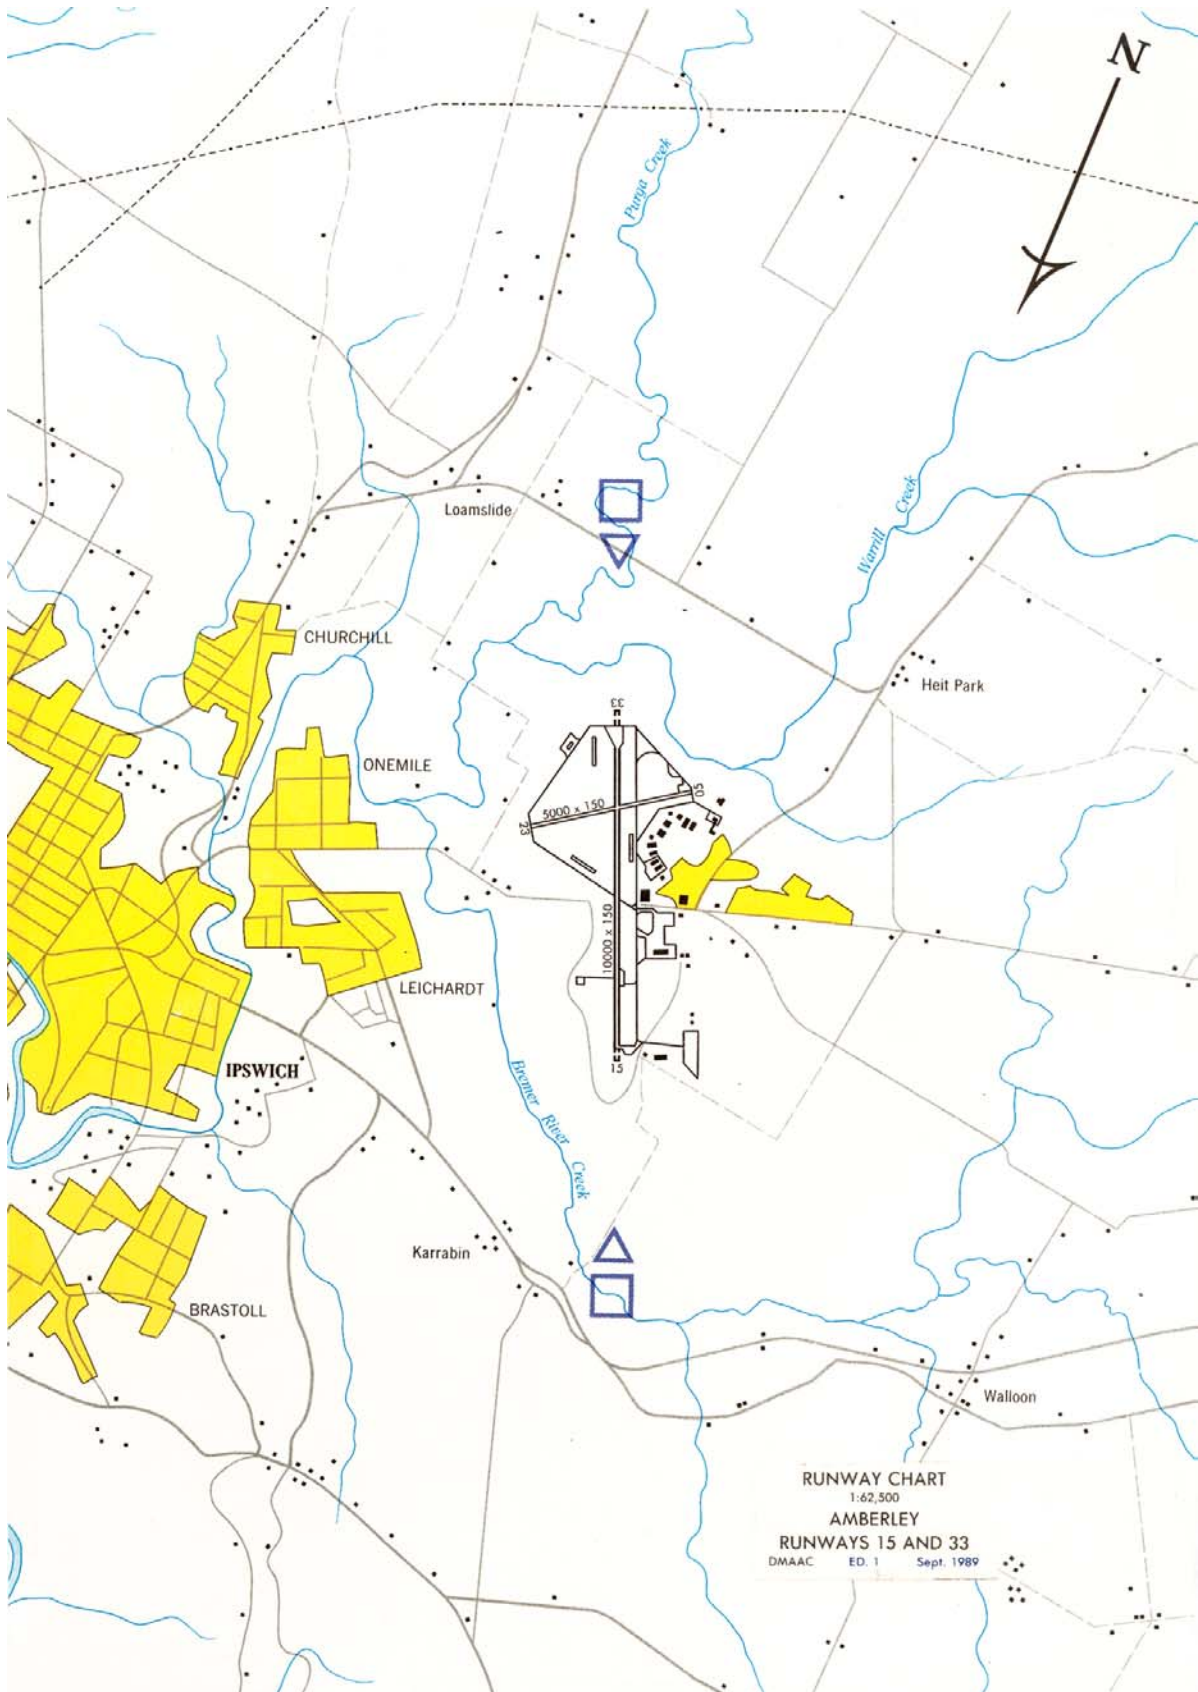 N
Purga Creek
Warrill Creek
Loamslide
CHURCHILL
Heit Park
33
ONEMILE
05
5000 x 150
23
10000 x 150
LEICHARDT
15
IPSWICH
Bremer River Creek
Karrabin
BRASTOLL
Walloon
RUNWAY CHART
1:62,500
AMBERLEY
RUNWAYS 15 AND 33
DMAAC ED. 1 Sept. 1989